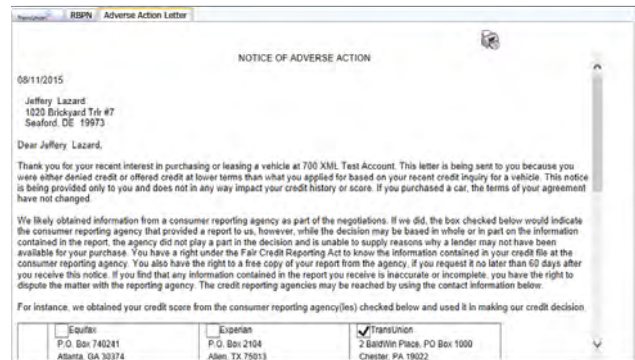 TransUnion RBPN Adverse Action Letter
NOTICE OF ADVERSE ACTION
08/11/2015
Jeffery Lazard
1020 Brickyard Trlr #7
Seaford, DE 19973
Dear Jeffery Lazard,
Thank you for your recent interest in purchasing or leasing a vehicle at 700 XML Test Account. This letter is being sent to you because you
were either denied credit or offered credit at lower terms than what you applied for based on your recent credit inquiry for a vehicle. This notice
is being provided only to you and does not in any way impact your credit history or score. If you purchased a car, the terms of your agreement
have not changed.
We likely obtained information from a consumer reporting agency as part of the negotiations. If we did, the box checked below would indicate
the consumer reporting agency that provided a report to us, however, while the decision may be based in whole or in part on the information
contained in the report, the agency did not play a part in the decision and is unable to supply reasons why a lender may not have been
available for your purchase. You have a right under the Fair Credit Reporting Act to know the information contained in your credit file at the
consumer reporting agency. You also have the right to a free copy of your report from the agency, if you request it no later than 60 days after
you receive this notice. If you find that any information contained in the report you receive is inaccurate or incomplete, you have the right to
dispute the matter with the reporting agency. The credit reporting agencies may be reached by using the contact information below.
For instance, we obtained your credit score from the consumer reporting agency(ies) checked below and used it in making our credit decision
Equifax Experian TransUnion
P.O. Box 740241 P.O. Box 2104 2 BaldWin Place, PO Box 1000
Atlanta, GA 30374 Allen, TX 75013 Chester, PA 19022